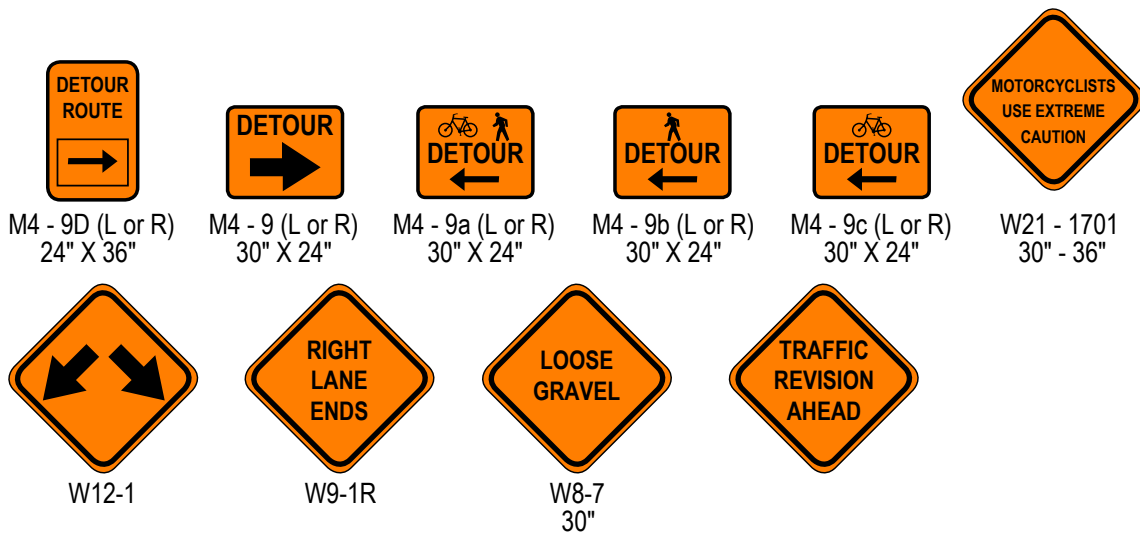 DETOUR
ROUTE
M4 - 9D (L or R)
24" X 36"
DETOUR
M4 - 9 (L or R)
30" X 24"
DETOUR
M4 - 9a (L or R)
30" X 24"
DETOUR
M4 - 9b (L or R)
30" X 24"
DETOUR
M4 - 9c (L or R)
30" X 24"
MOTORCYCLISTS
USE EXTREME
CAUTION
W21 - 1701
30" - 36"
W12-1
RIGHT
LANE
ENDS
W9-1R
LOOSE
GRAVEL
W8-7
30"
TRAFFIC
REVISION
AHEAD